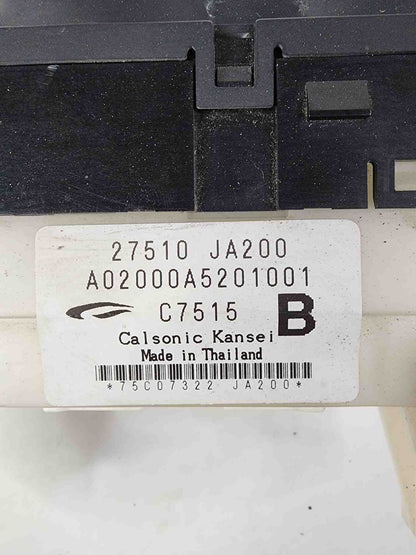 27510 JA200
A02000A5201001
C7515 B
Calsonic Kansei
Made in Thailand
*75C07322 JA200*